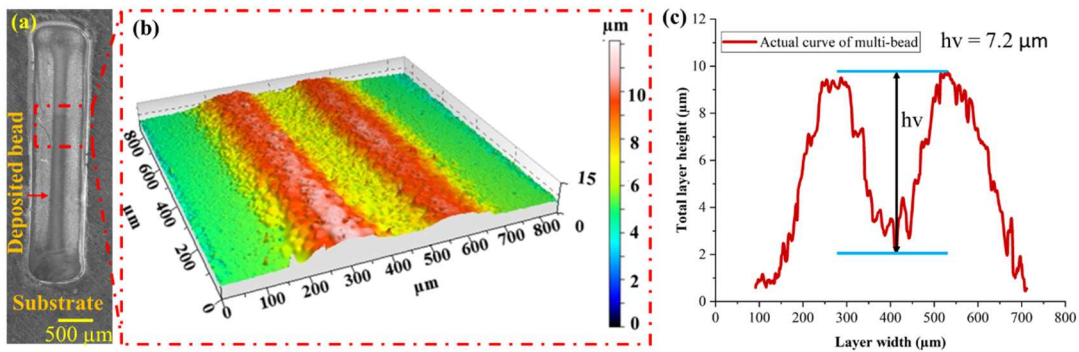 (a)
Deposited bead
Substrate
500 µm
(b)
µm
10
8
6
4
2
0
800
600
400
200
0
µm
0
100
200
300
400
500
600
700
800
µm
15
0
(c)
Actual curve of multi-bead
hv = 7.2 µm
hv
Total layer height (µm)
12
10
8
6
4
2
0
0 100 200 300 400 500 600 700 800
Layer width (µm)